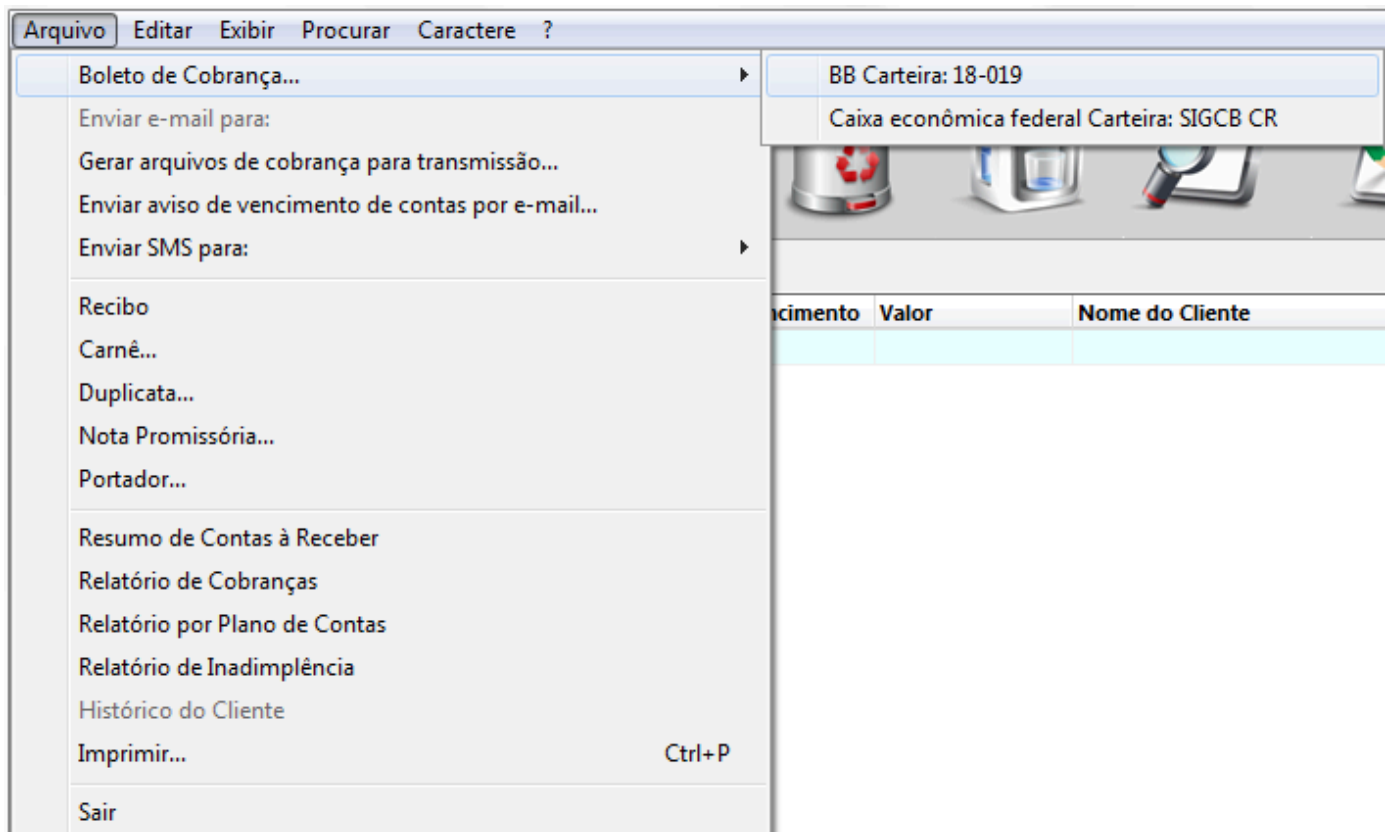 Arquivo Editar Exibir Procurar Caractere ?
Boleto de Cobrança...
BB Carteira: 18-019
Enviar e-mail para:
Caixa econômica federal Carteira: SIGCB CR
Gerar arquivos de cobrança para transmissão...
Enviar aviso de vencimento de contas por e-mail...
Enviar SMS para:
Recibo
ncimento Valor Nome do Cliente
Carnê...
Duplicata...
Nota Promissória...
Portador...
Resumo de Contas à Receber
Relatório de Cobranças
Relatório por Plano de Contas
Relatório de Inadimplência
Histórico do Cliente
Imprimir... Ctrl+P
Sair